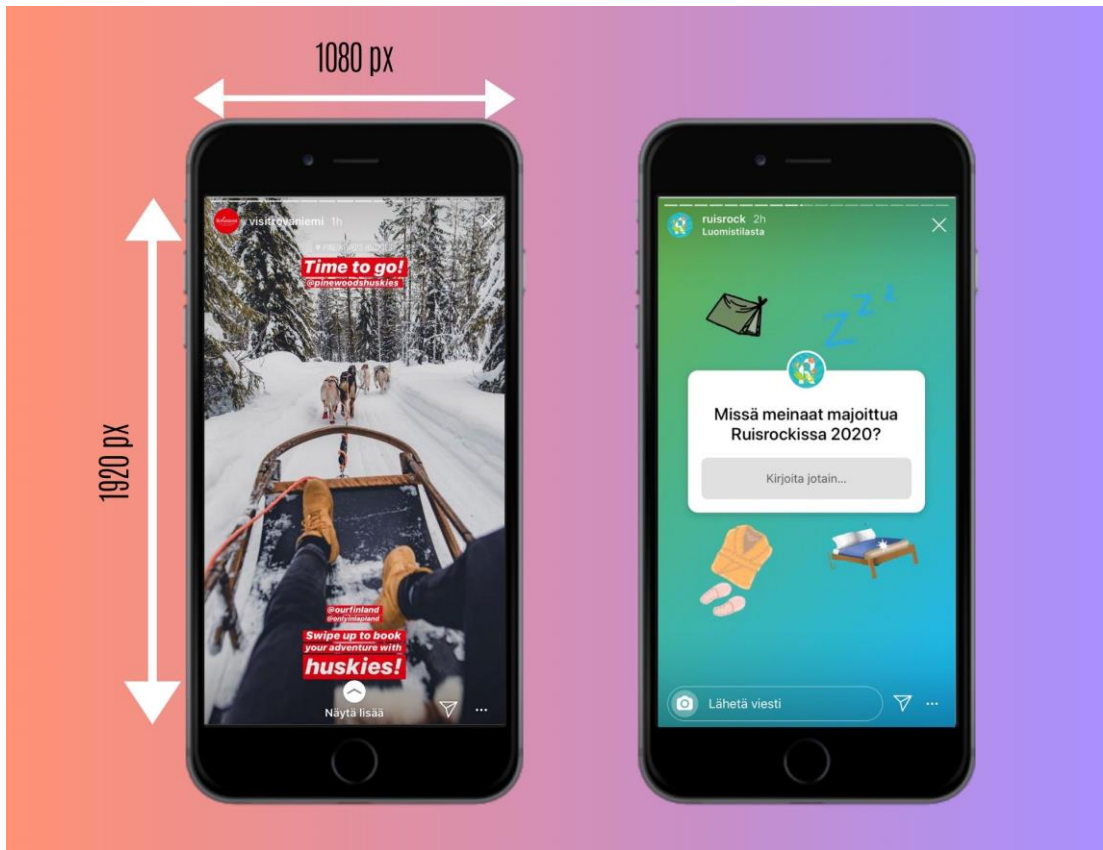 1080 px
1920 px
visitrovaniemi 1h
Time to go!
@pinewoodshuskies
@ourfinland
@onlyinlapland
Swipe up to book
your adventure with
huskies!
Näytä lisää
ruisrock 2h
Luomistilasta
z z z
Missä meinaat majoittua
Ruisrockissa 2020?
Kirjoita jotain...
Lähetä viesti